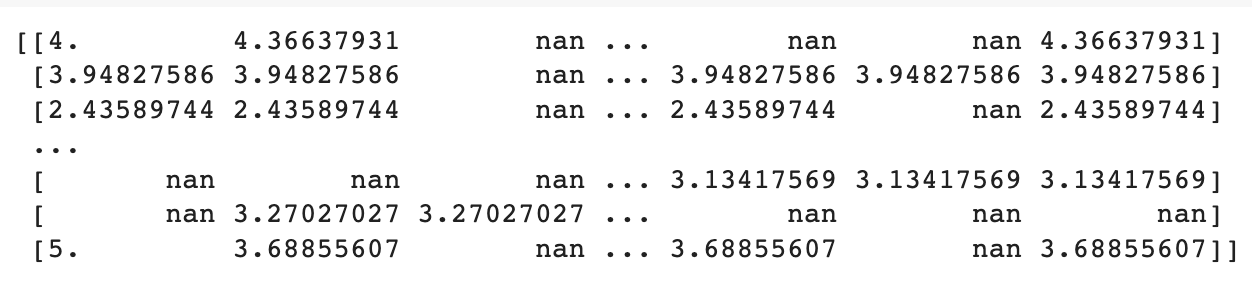 [[4.         4.36637931        nan ...        nan        nan 4.36637931]
 [3.94827586 3.94827586        nan ... 3.94827586 3.94827586 3.94827586]
 [2.43589744 2.43589744        nan ... 2.43589744        nan 2.43589744]
 ...
 [       nan        nan        nan ... 3.13417569 3.13417569 3.13417569]
 [       nan 3.27027027 3.27027027 ...        nan        nan        nan]
 [5.         3.68855607        nan ... 3.68855607        nan 3.68855607]]